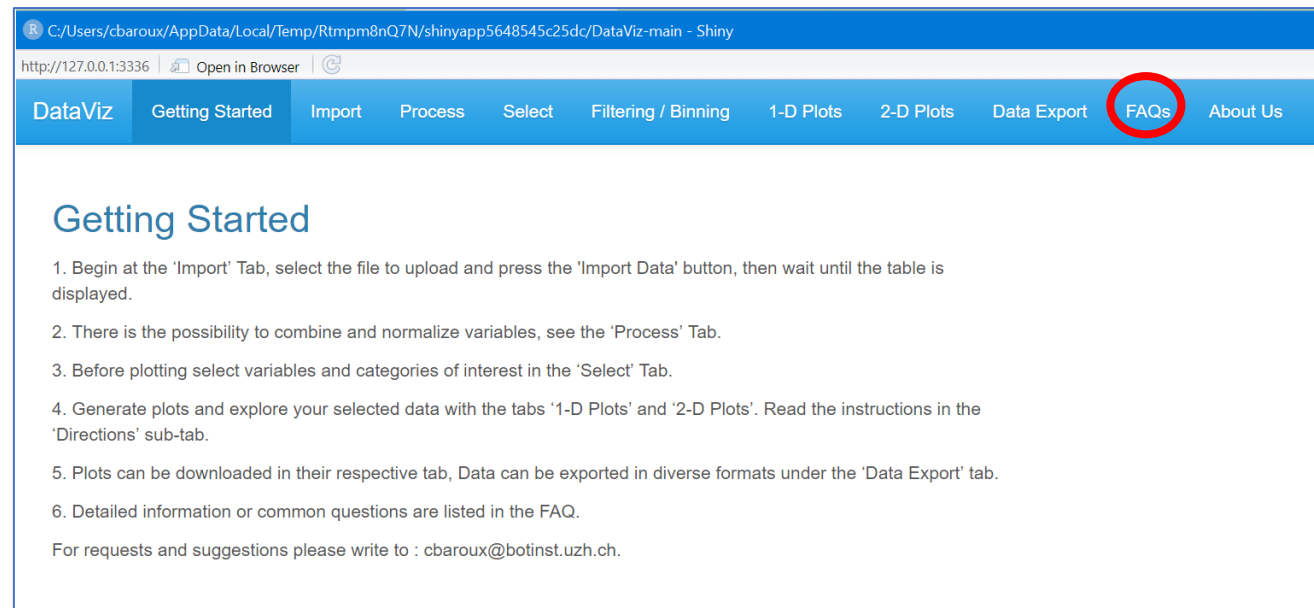 R C:/Users/cbaroux/AppData/Local/Temp/Rtmpm8nQ7N/shinyapp5648545c25dc/DataViz-main - Shiny
http://127.0.0.1:3336 Open in Browser
DataViz Getting Started Import Process Select Filtering / Binning 1-D Plots 2-D Plots Data Export FAQs About Us
Getting Started
1. Begin at the ‘Import’ Tab, select the file to upload and press the 'Import Data' button, then wait until the table is
displayed.
2. There is the possibility to combine and normalize variables, see the ‘Process’ Tab.
3. Before plotting select variables and categories of interest in the ‘Select’ Tab.
4. Generate plots and explore your selected data with the tabs ‘1-D Plots’ and ‘2-D Plots’. Read the instructions in the
‘Directions’ sub-tab.
5. Plots can be downloaded in their respective tab, Data can be exported in diverse formats under the ‘Data Export’ tab.
6. Detailed information or common questions are listed in the FAQ.
For requests and suggestions please write to : cbaroux@botinst.uzh.ch.